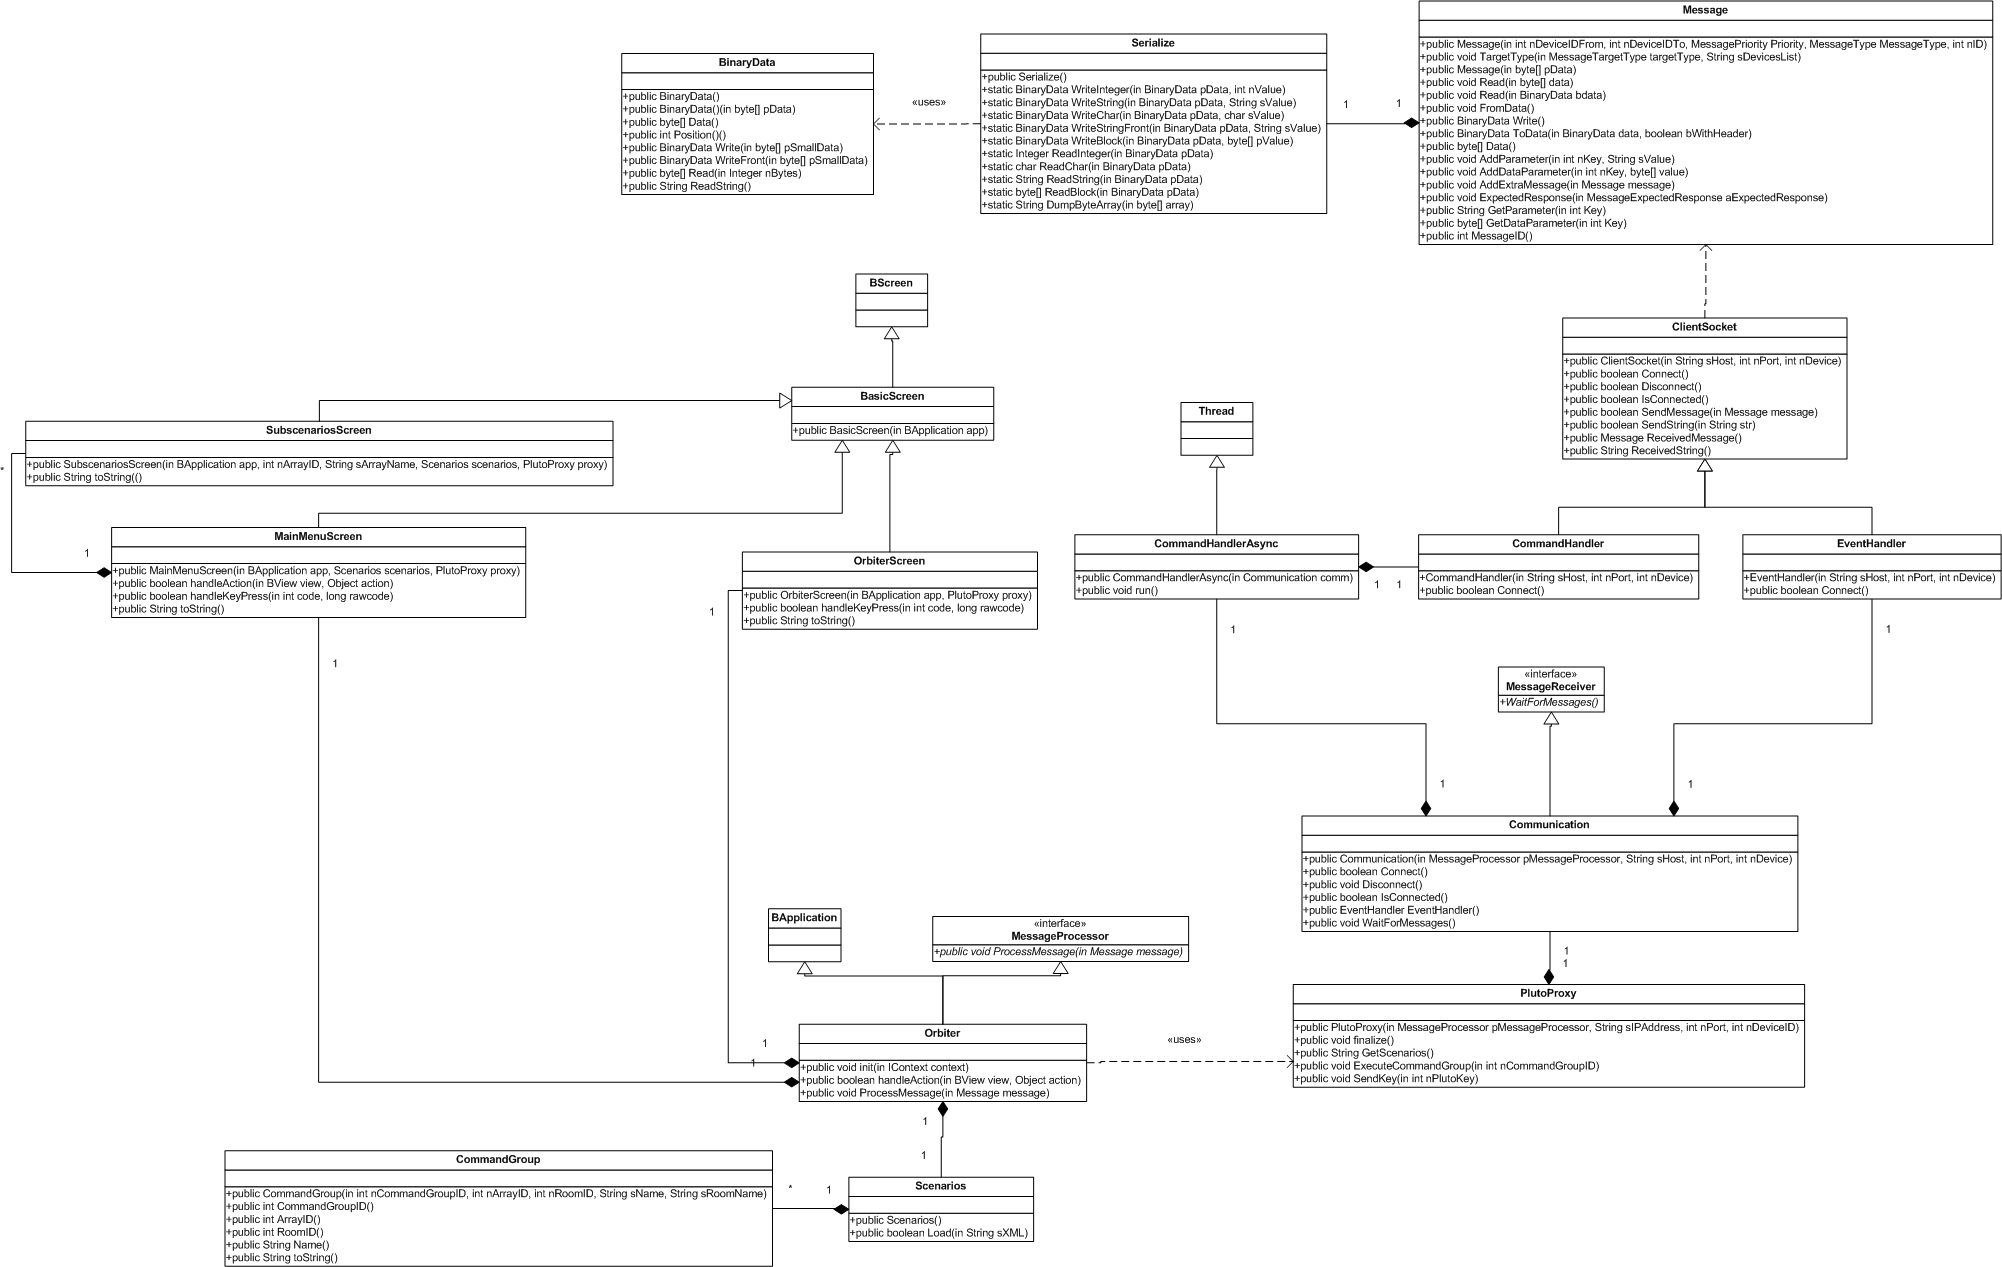 Message
+public Message(in int nDeviceIDFrom, int nDeviceIDTo, MessagePriority Priority, MessageType MessageType, int nID)
+public void TargetType(in MessageTargetType targetType, String sDevicesList)
+public Message(in byte[] pData)
+public void Read(in byte[] data)
+public void Read(in BinaryData bdata)
+public void FromData()
+public BinaryData Write()
+public BinaryData ToData(in BinaryData data, boolean bWithHeader)
+public byte[] Data()
+public void AddParameter(in int nKey, String sValue)
+public void AddDataParameter(in int nKey, byte[] value)
+public void AddExtraMessage(in Message message)
+public void ExpectedResponse(in MessageExpectedResponse aExpectedResponse)
+public String GetParameter(in int Key)
+public byte[] GetDataParameter(in int Key)
+public int MessageID()
Serialize
+public Serialize()
+static BinaryData WriteInteger(in BinaryData pData, int nValue)
+static BinaryData WriteString(in BinaryData pData, String sValue)
+static BinaryData WriteChar(in BinaryData pData, char sValue)
+static BinaryData WriteStringFront(in BinaryData pData, String sValue)
+static BinaryData WriteBlock(in BinaryData pData, byte[] pValue)
+static Integer ReadInteger(in BinaryData pData)
+static char ReadChar(in BinaryData pData)
+static String ReadString(in BinaryData pData)
+static byte[] ReadBlock(in BinaryData pData)
+static String DumpByteArray(in byte[] array)
1
1
«uses»
BinaryData
+public BinaryData()
+public BinaryData()(in byte[] pData)
+public byte[] Data()
+public int Position()()
+public BinaryData Write(in byte[] pSmallData)
+public BinaryData WriteFront(in byte[] pSmallData)
+public byte[] Read(in Integer nBytes)
+public String ReadString()
BScreen
ClientSocket
+public ClientSocket(in String sHost, int nPort, int nDevice)
+public boolean Connect()
+public boolean Disconnect()
+public boolean IsConnected()
+public boolean SendMessage(in Message message)
+public boolean SendString(in String str)
+public Message ReceivedMessage()
+public String ReceivedString()
BasicScreen
+public BasicScreen(in BApplication app)
Thread
SubscenariosScreen
+public SubscenariosScreen(in BApplication app, int nArrayID, String sArrayName, Scenarios scenarios, PlutoProxy proxy)
+public String toString(()
*
1
MainMenuScreen
+public MainMenuScreen(in BApplication app, Scenarios scenarios, PlutoProxy proxy)
+public boolean handleAction(in BView view, Object action)
+public boolean handleKeyPress(in int code, long rawcode)
+public String toString()
1
OrbiterScreen
+public OrbiterScreen(in BApplication app, PlutoProxy proxy)
+public boolean handleKeyPress(in int code, long rawcode)
+public String toString()
1
CommandHandlerAsync
+public CommandHandlerAsync(in Communication comm)
+public void run()
1
1
CommandHandler
+CommandHandler(in String sHost, int nPort, int nDevice)
+public boolean Connect()
EventHandler
+EventHandler(in String sHost, int nPort, int nDevice)
+public boolean Connect()
1
1
«interface»
MessageReceiver
+WaitForMessages()
1
1
Communication
+public Communication(in MessageProcessor pMessageProcessor, String sHost, int nPort, int nDevice)
+public boolean Connect()
+public void Disconnect()
+public boolean IsConnected()
+public EventHandler EventHandler()
+public void WaitForMessages()
1
1
BApplication
«interface»
MessageProcessor
+public void ProcessMessage(in Message message)
PlutoProxy
+public PlutoProxy(in MessageProcessor pMessageProcessor, String sIPAddress, int nPort, int nDeviceID)
+public void finalize()
+public String GetScenarios()
+public void ExecuteCommandGroup(in int nCommandGroupID)
+public void SendKey(in int nPlutoKey)
«uses»
Orbiter
+public void init(in IContext context)
+public boolean handleAction(in BView view, Object action)
+public void ProcessMessage(in Message message)
1
1
1
1
CommandGroup
+public CommandGroup(in int nCommandGroupID, int nArrayID, int nRoomID, String sName, String sRoomName)
+public int CommandGroupID()
+public int ArrayID()
+public int RoomID()
+public String Name()
+public String toString()
*
1
Scenarios
+public Scenarios()
+public boolean Load(in String sXML)